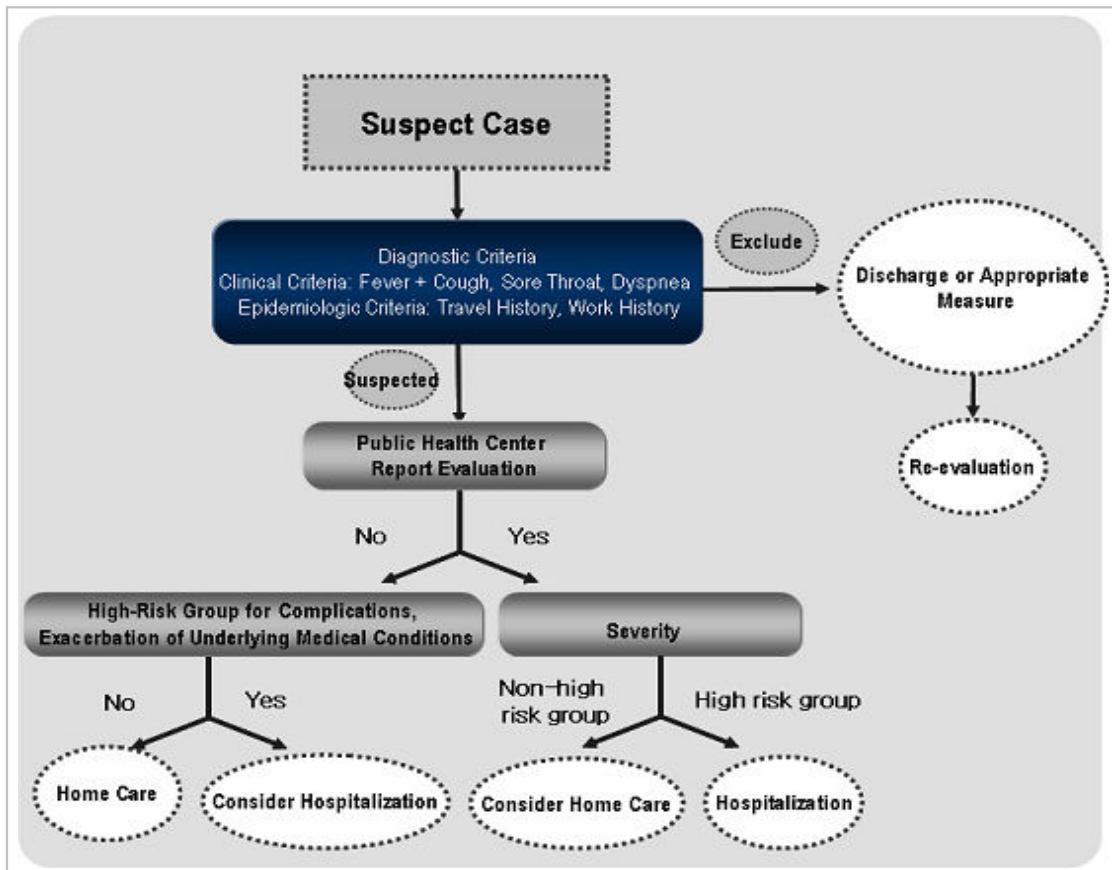 Suspect Case
Diagnostic Criteria
Clinical Criteria: Fever + Cough, Sore Throat, Dyspnea
Epidemiologic Criteria: Travel History, Work History
Exclude
Discharge or Appropriate
Measure
Suspected
Public Health Center
Report Evaluation
Re-evaluation
No
Yes
High-Risk Group for Complications,
Exacerbation of Underlying Medical Conditions
Severity
No
Yes
Non-high
risk group
High risk group
Home Care
Consider Hospitalization
Consider Home Care
Hospitalization